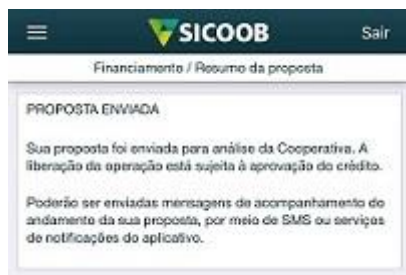 SICOOB Sair
Financiamento / Resumo da proposta
PROPOSTA ENVIADA
Sua proposta foi enviada para análise da Cooperativa. A
liberação da operação está sujeita à aprovação do crédito.
Poderão ser enviadas mensagens de acompanhamento do
andamento da sua proposta, por meio de SMS ou serviços
de notificações do aplicativo.